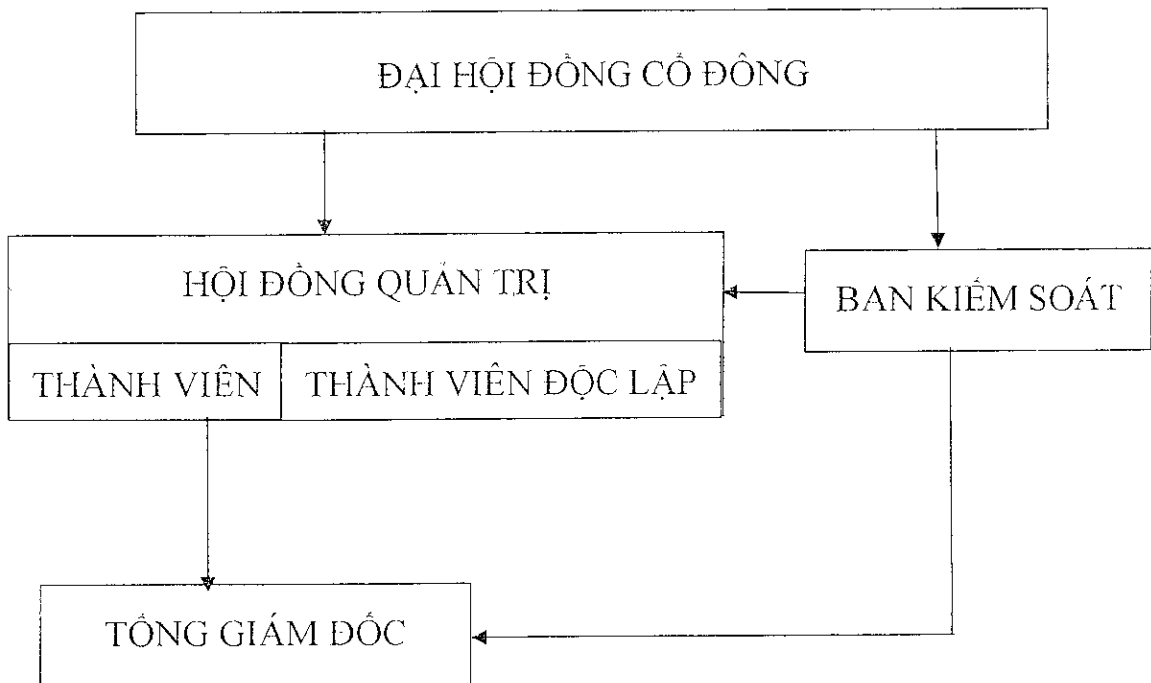 ĐẠI HỘI ĐỒNG CỔ ĐÔNG
HỘI ĐỒNG QUẢN TRỊ
BAN KIỂM SOÁT
THÀNH VIÊN
THÀNH VIÊN ĐỘC LẬP
TỔNG GIÁM ĐỐC